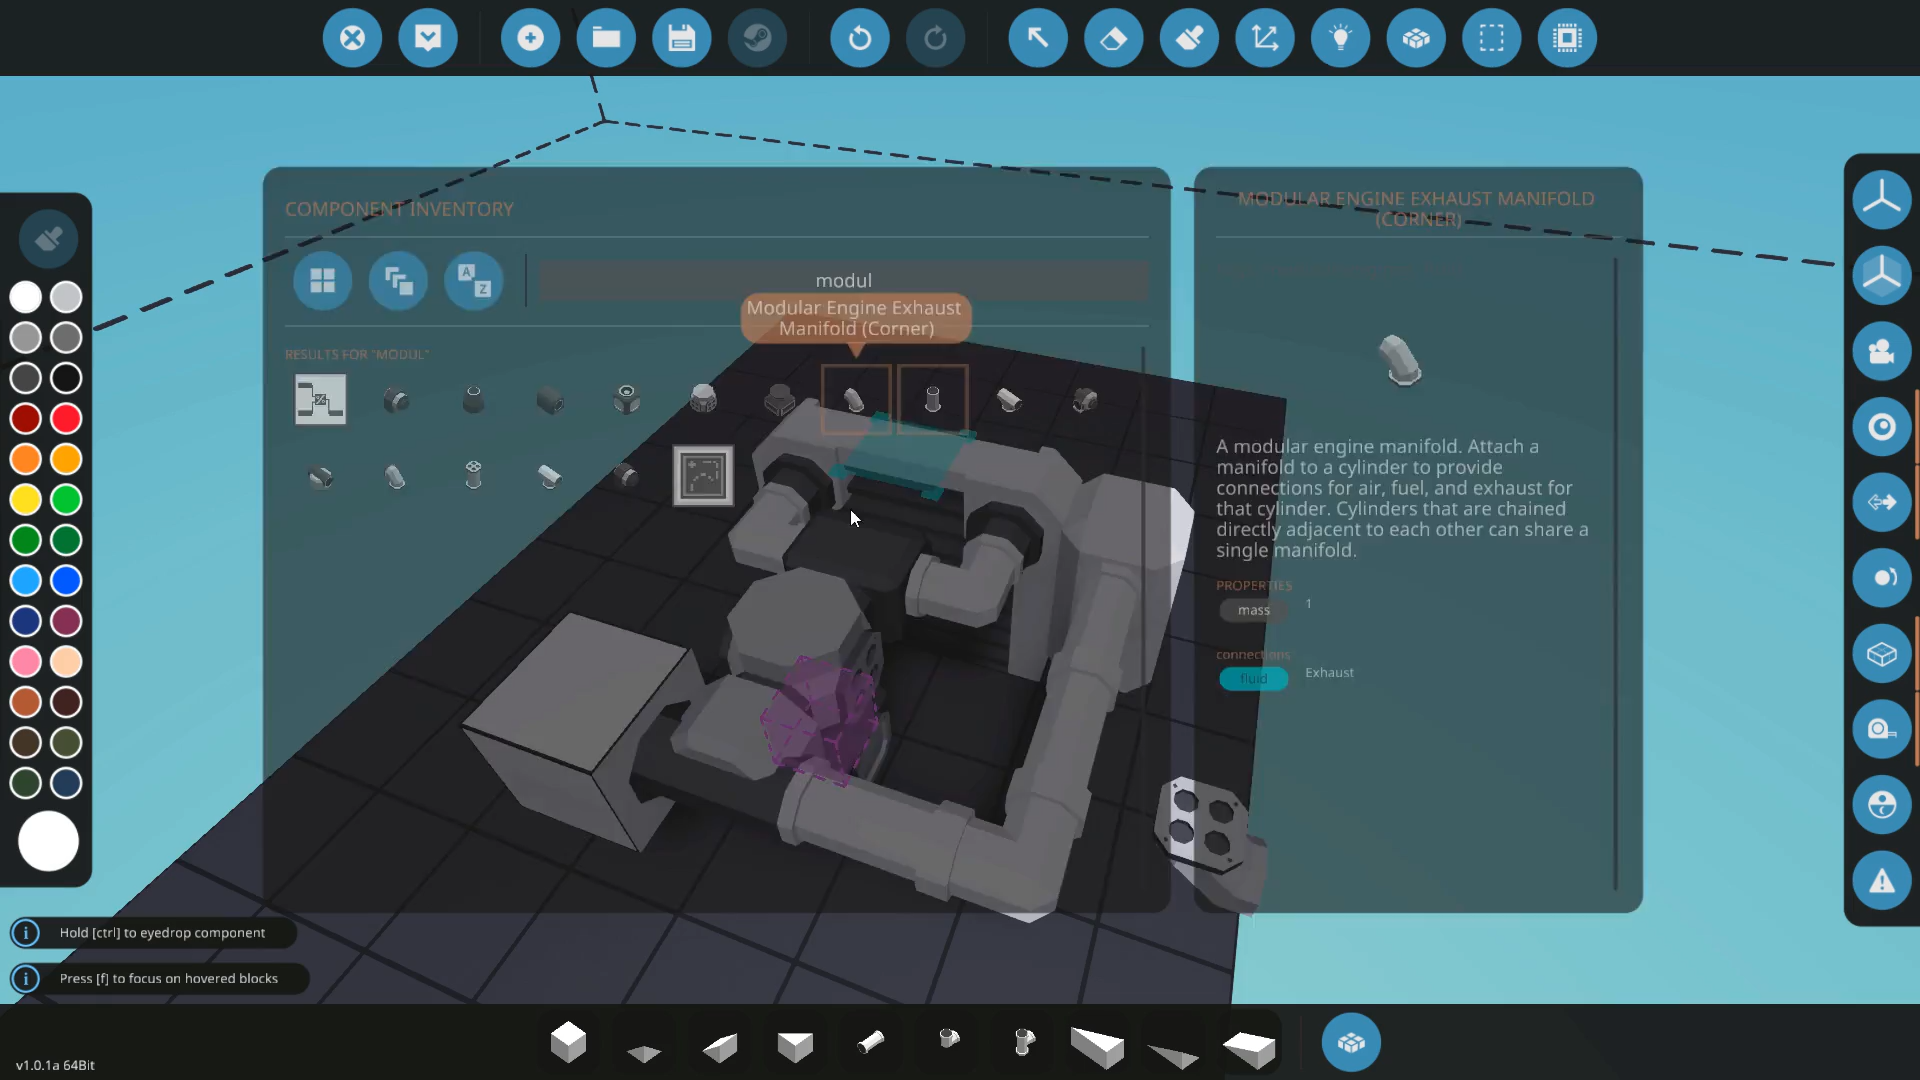 COMPONENT INVENTORY
A
Z
modul
Modular Engine Exhaust
Manifold (Corner)
RESULTS FOR "MODUL"
MODULAR ENGINE EXHAUST MANIFOLD
(CORNER)
A modular engine manifold. Attach a
manifold to a cylinder to provide
connections for air, fuel, and exhaust for
that cylinder. Cylinders that are chained
directly adjacent to each other can share a
single manifold.
PROPERTIES
mass 1
connections
fluid Exhaust
Hold [ctrl] to eyedrop component
Press [f] to focus on hovered blocks
v1.0.1a 64Bit